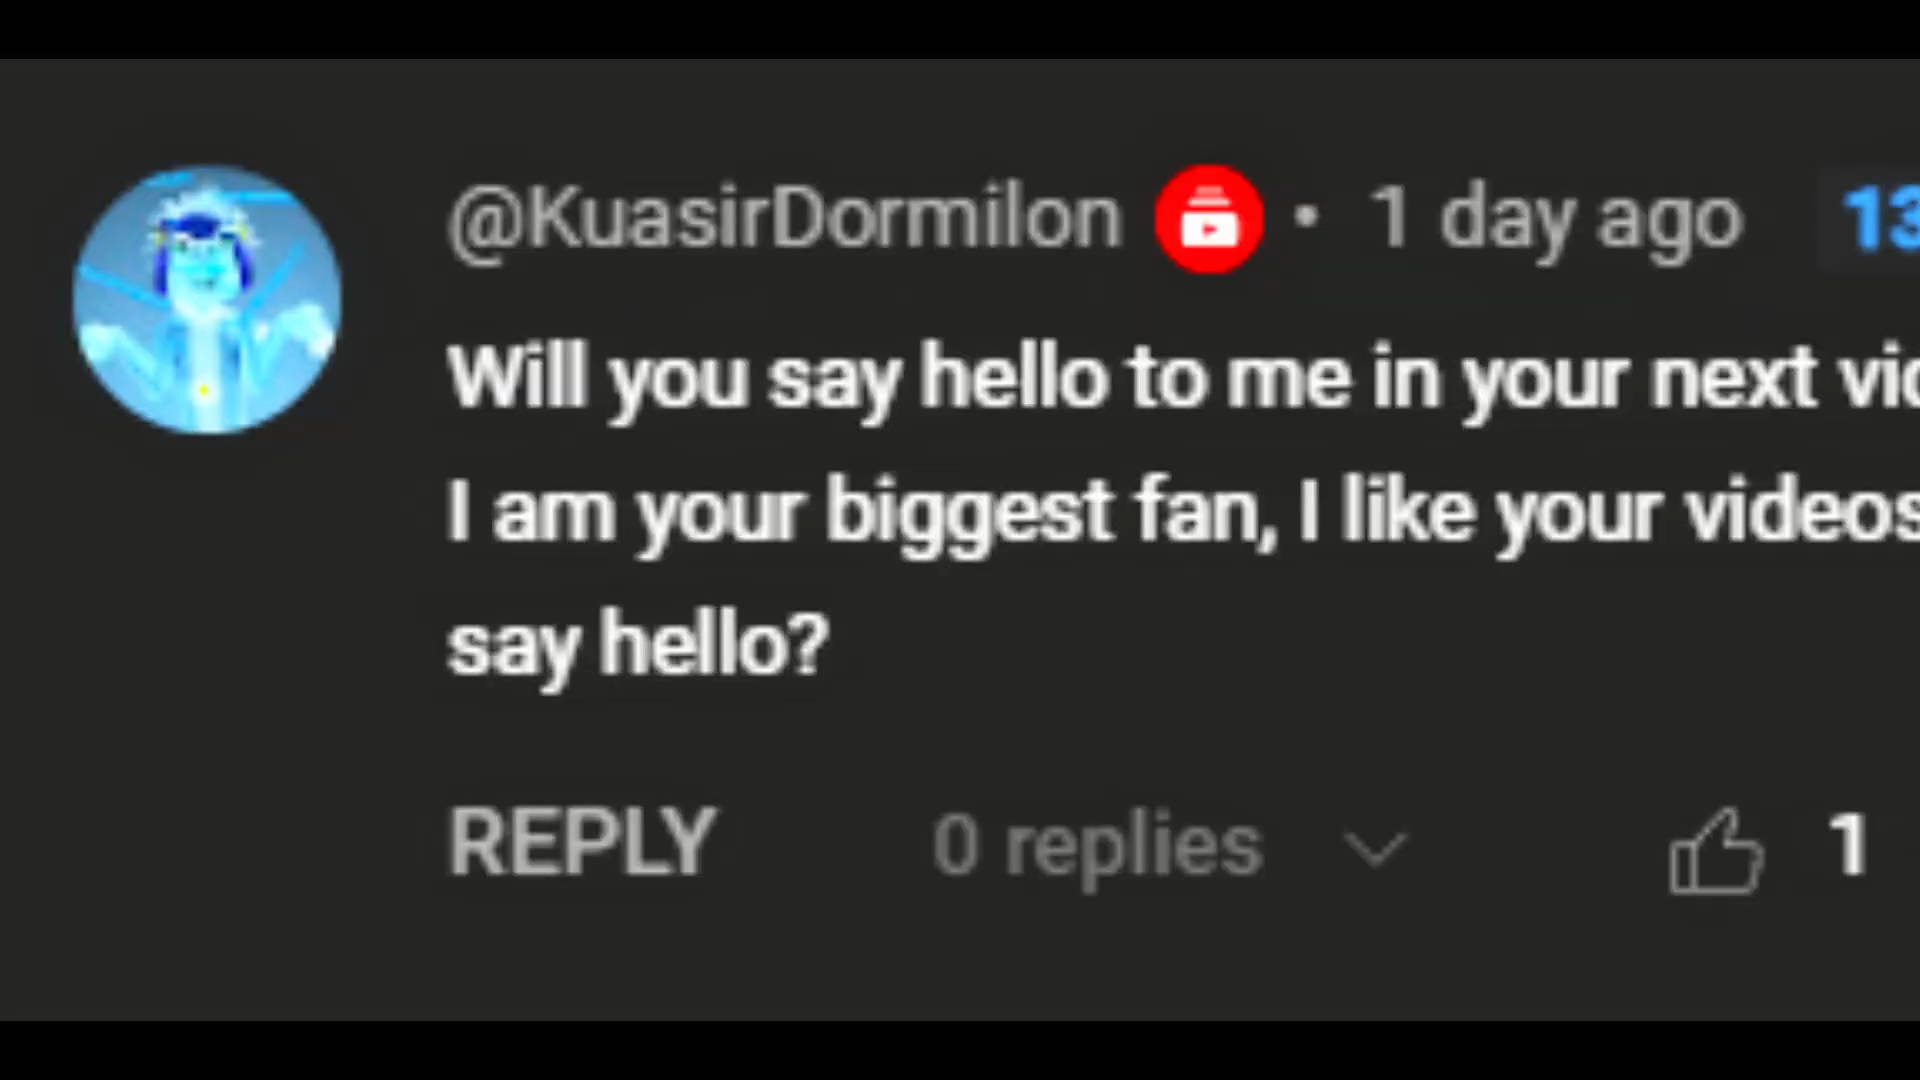 @KuasirDormilon • 1 day ago 13
Will you say hello to me in your next
I am your biggest fan, I like your videos
say hello?
REPLY 0 replies 1